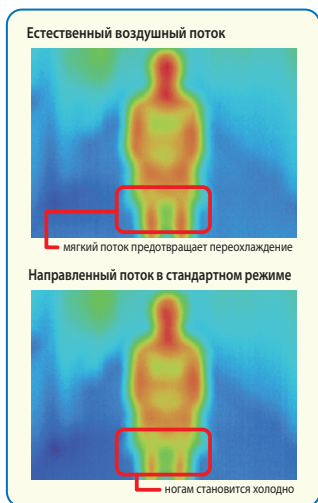 Естественный воздушный поток
мягкий поток предотвращает переохлаждение
Направленный поток в стандартном режиме
ногам становится холодно